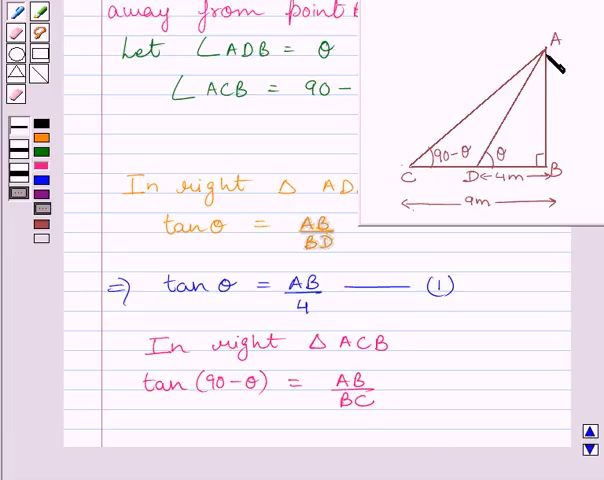 away from point B
Let ∠ADB = θ
∠ACB = 90 -
In right Δ AD
tanθ = AB/BD
⇒ tanθ = AB/4 ——— (1)
In right Δ ACB
tan (90-θ) = AB/BC
A
90-θ
θ
C
D
4m
B
9m